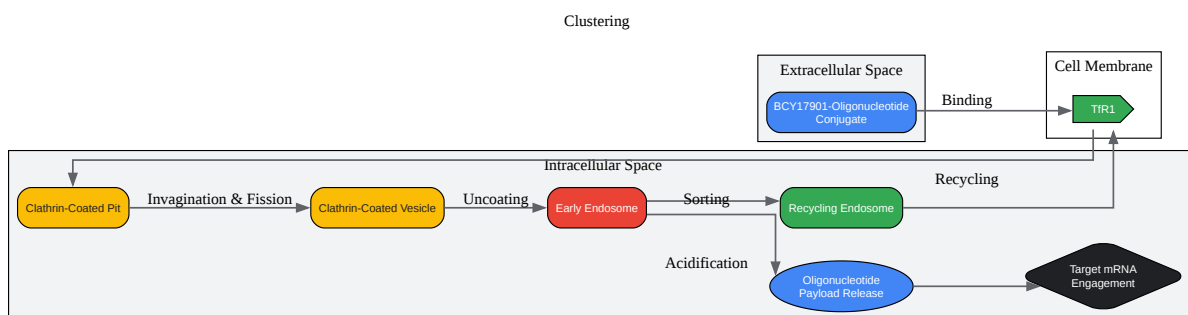 Clustering
Extracellular Space
Cell Membrane
BCY17901-Oligonucleotide
Conjugate
Binding
TfR1
Intracellular Space
Clathrin-Coated Pit
Invagination & Fission
Clathrin-Coated Vesicle
Uncoating
Early Endosome
Sorting
Recycling Endosome
Recycling
Acidification
Oligonucleotide
Payload Release
Target mRNA
Engagement